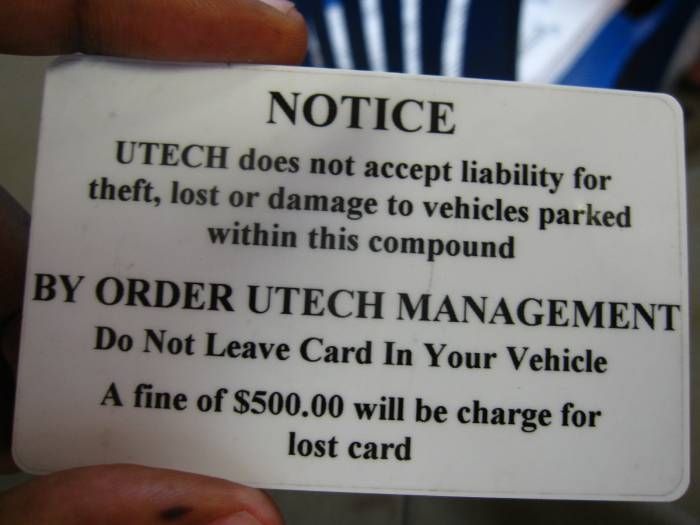 NOTICE
UTECH does not accept liability for
theft, lost or damage to vehicles parked
within this compound
BY ORDER UTECH MANAGEMENT
Do Not Leave Card In Your Vehicle
A fine of $500.00 will be charge for
lost card